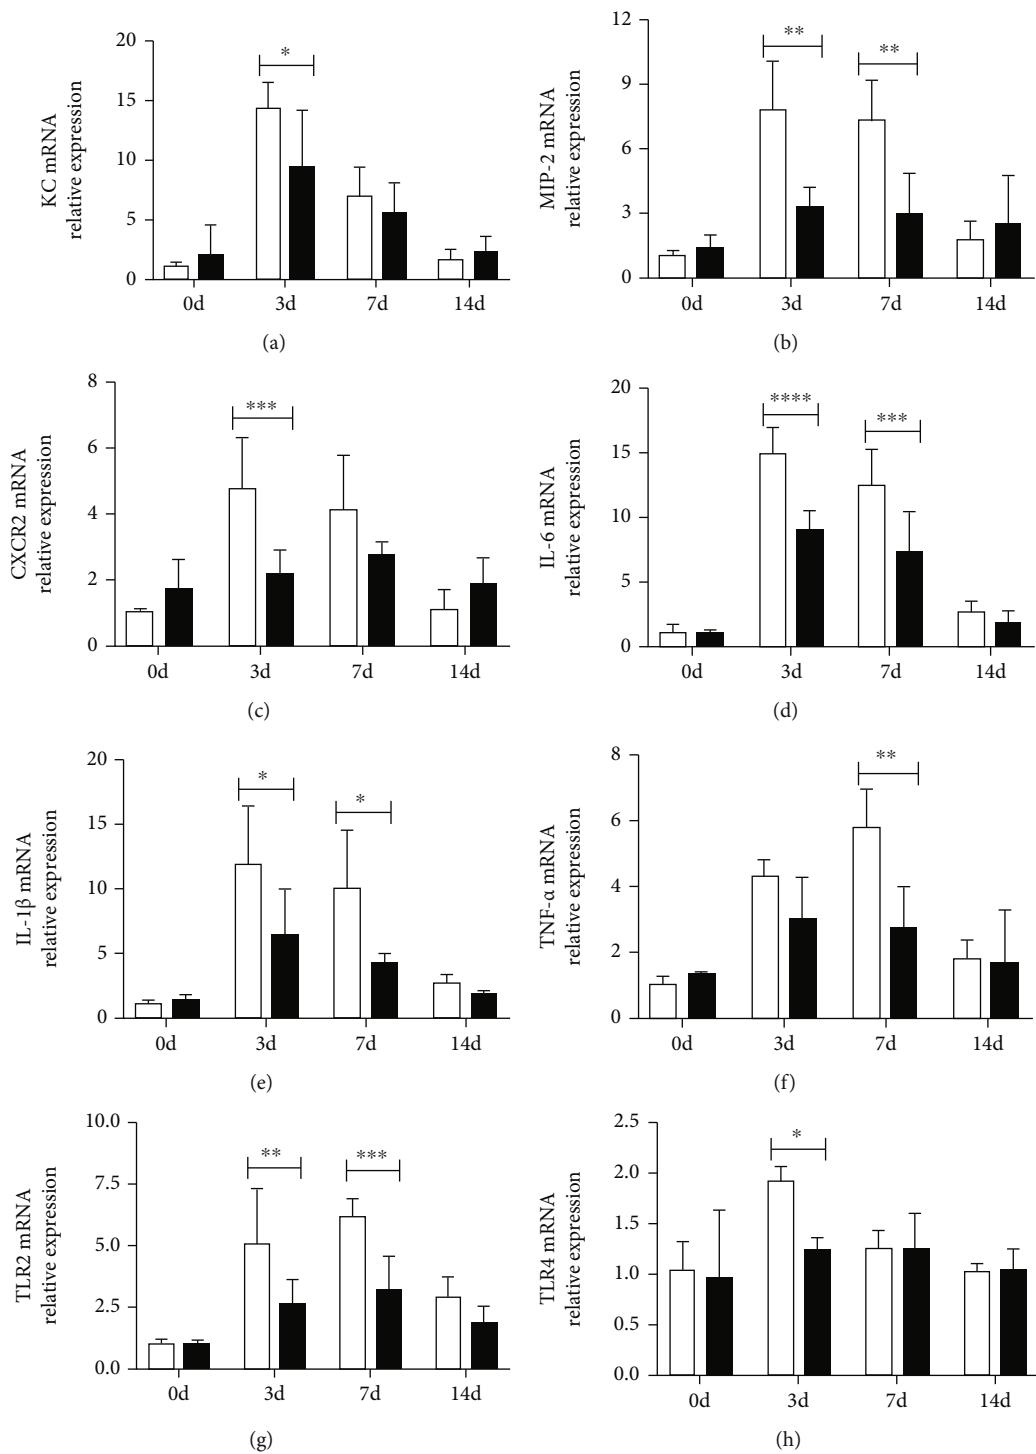 KC mRNA
relative expression
20
15
10
5
0
*
0d 3d 7d 14d
(a)
MIP-2 mRNA
relative expression
12
9
6
3
0
** **
0d 3d 7d 14d
(b)
CXCR2 mRNA
relative expression
8
6
4
2
0
***
0d 3d 7d 14d
(c)
IL-6 mRNA
relative expression
20
15
10
5
0
**** ***
0d 3d 7d 14d
(d)
IL-1β mRNA
relative expression
20
15
10
5
0
* *
0d 3d 7d 14d
(e)
TNF-α mRNA
relative expression
8
6
4
2
0
**
0d 3d 7d 14d
(f)
TLR2 mRNA
relative expression
10.0
7.5
5.0
2.5
0.0
** ***
0d 3d 7d 14d
(g)
TLR4 mRNA
relative expression
2.5
2.0
1.5
1.0
0.5
0.0
*
0d 3d 7d 14d
(h)